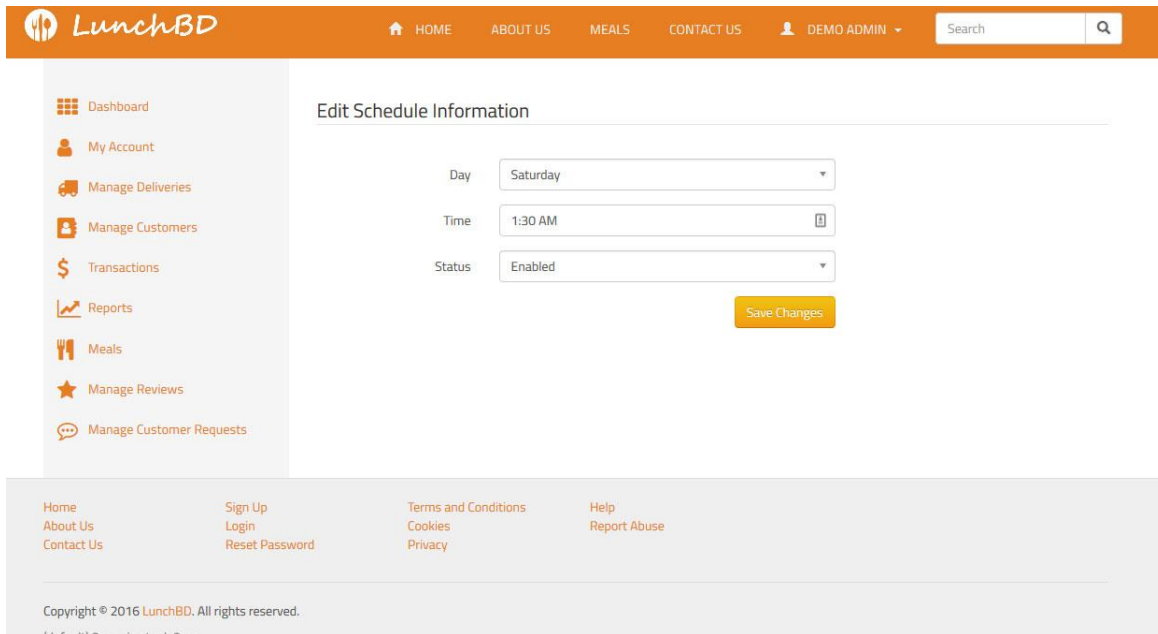 LunchBD
HOME ABOUT US MEALS CONTACT US DEMO ADMIN Search
Dashboard
My Account
Manage Deliveries
Manage Customers
Transactions
Reports
Meals
Manage Reviews
Manage Customer Requests
Edit Schedule Information
Day Saturday
Time 1:30 AM
Status Enabled
Save Changes
Home
About Us
Contact Us
Sign Up
Login
Reset Password
Terms and Conditions
Cookies
Privacy
Help
Report Abuse
Copyright © 2016 LunchBD. All rights reserved.